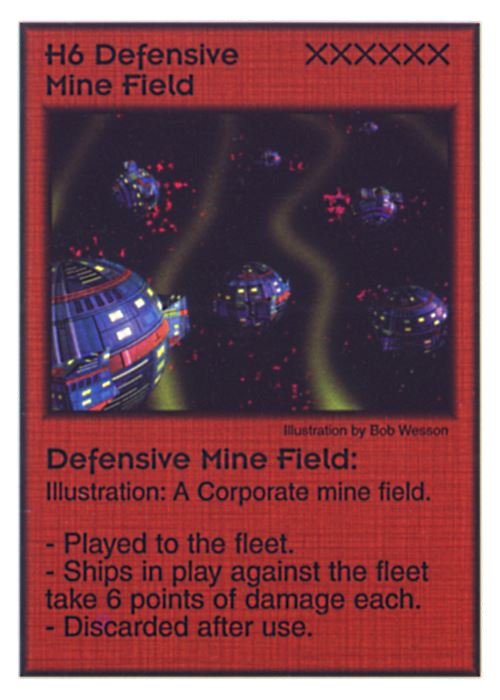 H6 Defensive XXXXXX
Mine Field
Illustration by Bob Wesson
Defensive Mine Field:
Illustration: A Corporate mine field.
- Played to the fleet.
- Ships in play against the fleet
take 6 points of damage each.
- Discarded after use.